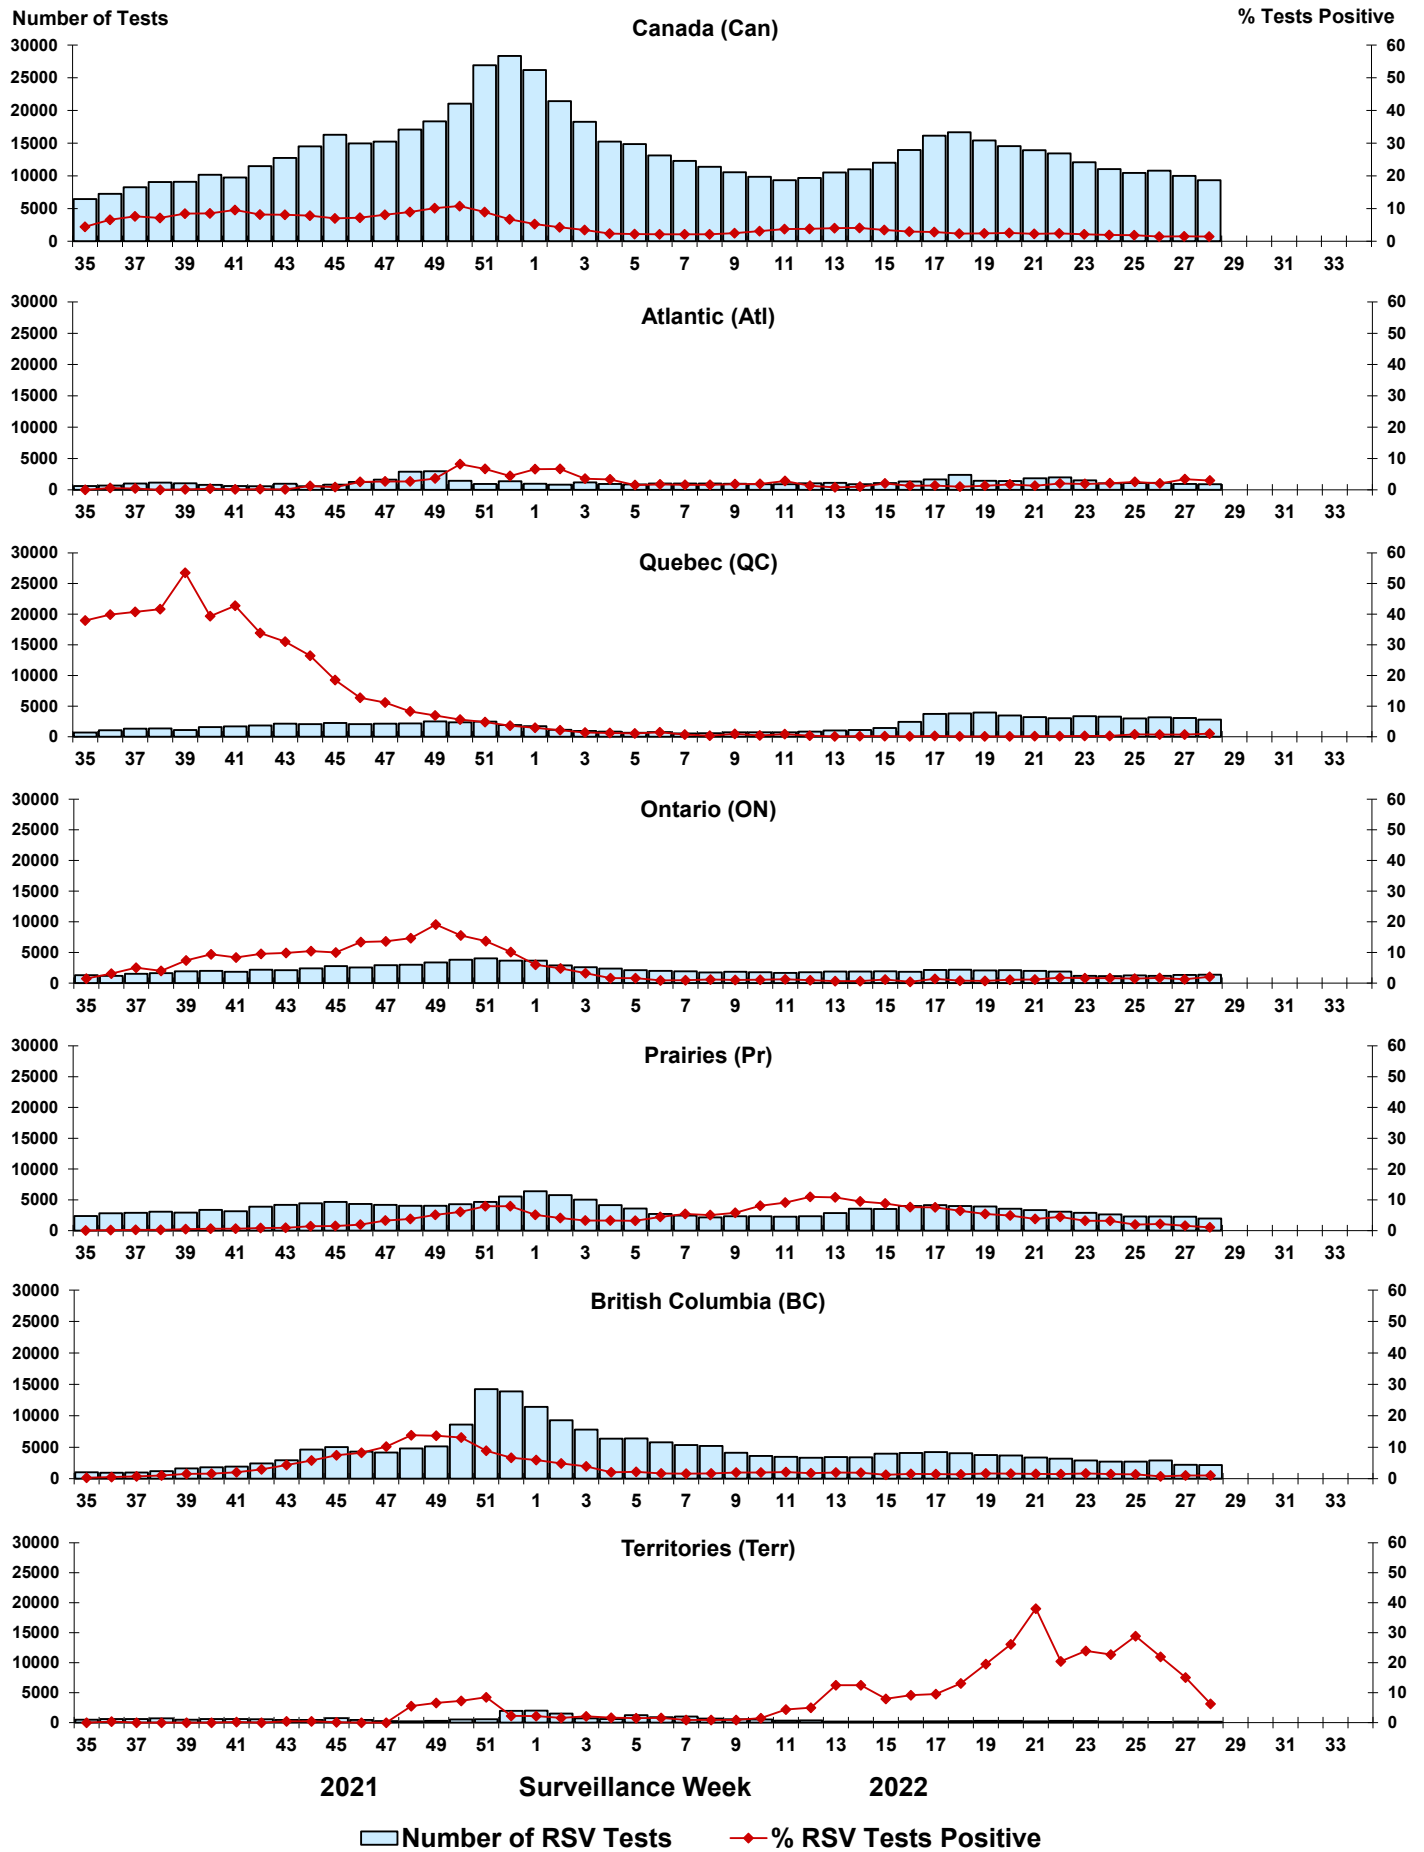 Number of Tests
% Tests Positive
Canada (Can)
30000 60
25000 50
20000 40
15000 30
10000 20
5000 10
0 0
35 37 39 41 43 45 47 49 51 1 3 5 7 9 11 13 15 17 19 21 23 25 27 29 31 33
Atlantic (Atl)
30000 60
25000 50
20000 40
15000 30
10000 20
5000 10
0 0
35 37 39 41 43 45 47 49 51 1 3 5 7 9 11 13 15 17 19 21 23 25 27 29 31 33
Quebec (QC)
30000 60
25000 50
20000 40
15000 30
10000 20
5000 10
0 0
35 37 39 41 43 45 47 49 51 1 3 5 7 9 11 13 15 17 19 21 23 25 27 29 31 33
Ontario (ON)
30000 60
25000 50
20000 40
15000 30
10000 20
5000 10
0 0
35 37 39 41 43 45 47 49 51 1 3 5 7 9 11 13 15 17 19 21 23 25 27 29 31 33
Prairies (Pr)
30000 60
25000 50
20000 40
15000 30
10000 20
5000 10
0 0
35 37 39 41 43 45 47 49 51 1 3 5 7 9 11 13 15 17 19 21 23 25 27 29 31 33
British Columbia (BC)
30000 60
25000 50
20000 40
15000 30
10000 20
5000 10
0 0
35 37 39 41 43 45 47 49 51 1 3 5 7 9 11 13 15 17 19 21 23 25 27 29 31 33
Territories (Terr)
30000 60
25000 50
20000 40
15000 30
10000 20
5000 10
0 0
35 37 39 41 43 45 47 49 51 1 3 5 7 9 11 13 15 17 19 21 23 25 27 29 31 33
2021 Surveillance Week 2022
Number of RSV Tests % RSV Tests Positive